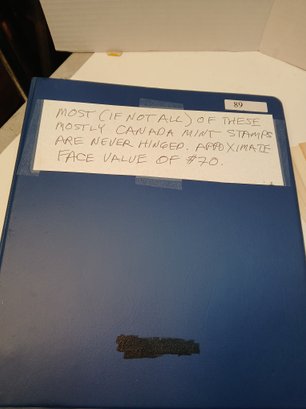 89
MOST (IF NOT ALL) OF THESE
MOSTLY CANADA MINT STAMPS
ARE NEVER HINGED. APPROXIMATE
FACE VALUE OF $70.